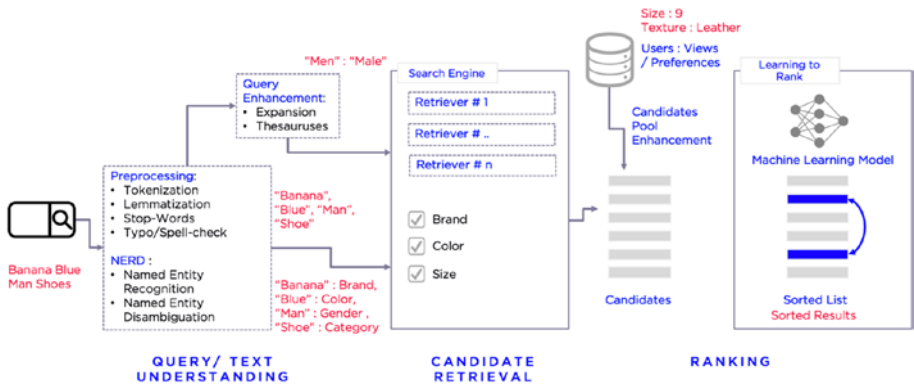 Banana Blue
Man Shoes
Preprocessing:
• Tokenization
• Lemmatization
• Stop-Words
• Typo/Spell-check
NERD :
• Named Entity
Recognition
• Named Entity
Disambiguation
Query
Enhancement:
• Expansion
• Thesauruses
"Men" : "Male"
"Banana",
"Blue", "Man",
"Shoe"
"Banana" : Brand,
"Blue" : Color,
"Man" : Gender ,
"Shoe" : Category
Search Engine
Retriever # 1
Retriever # ..
Retriever # n
Brand
Color
Size
Size : 9
Texture : Leather
Users : Views
/ Preferences
Candidates
Pool
Enhancement
Candidates
Learning to
Rank
Machine Learning Model
Sorted List
Sorted Results
QUERY/ TEXT
UNDERSTANDING
CANDIDATE
RETRIEVAL
RANKING